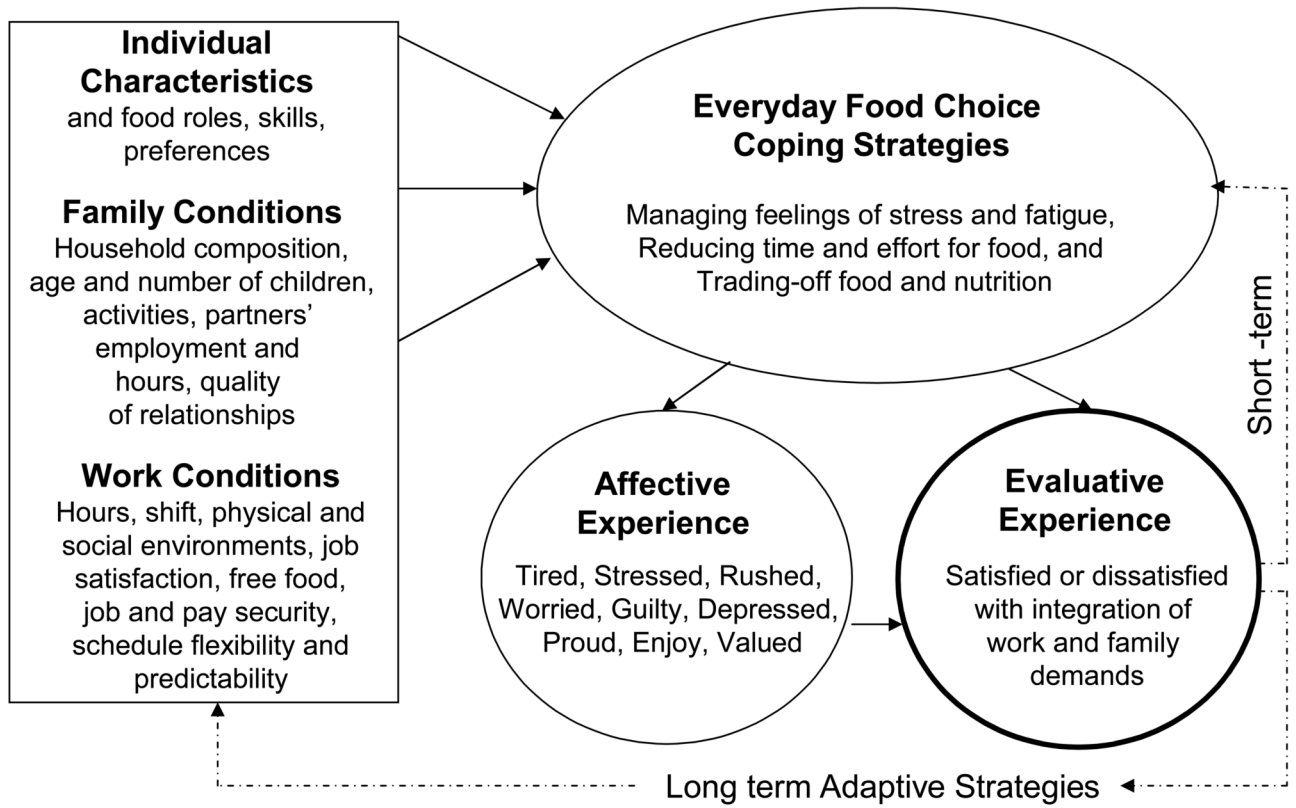 Individual
Characteristics
and food roles, skills,
preferences
Family Conditions
Household composition,
age and number of children,
activities, partners’
employment and
hours, quality
of relationships
Work Conditions
Hours, shift, physical and
social environments, job
satisfaction, free food,
job and pay security,
schedule flexibility and
predictability
Everyday Food Choice
Coping Strategies
Managing feelings of stress and fatigue,
Reducing time and effort for food, and
Trading-off food and nutrition
Affective
Experience
Tired, Stressed, Rushed,
Worried, Guilty, Depressed,
Proud, Enjoy, Valued
Evaluative
Experience
Satisfied or dissatisfied
with integration of
work and family
demands
Short -term
Long term Adaptive Strategies